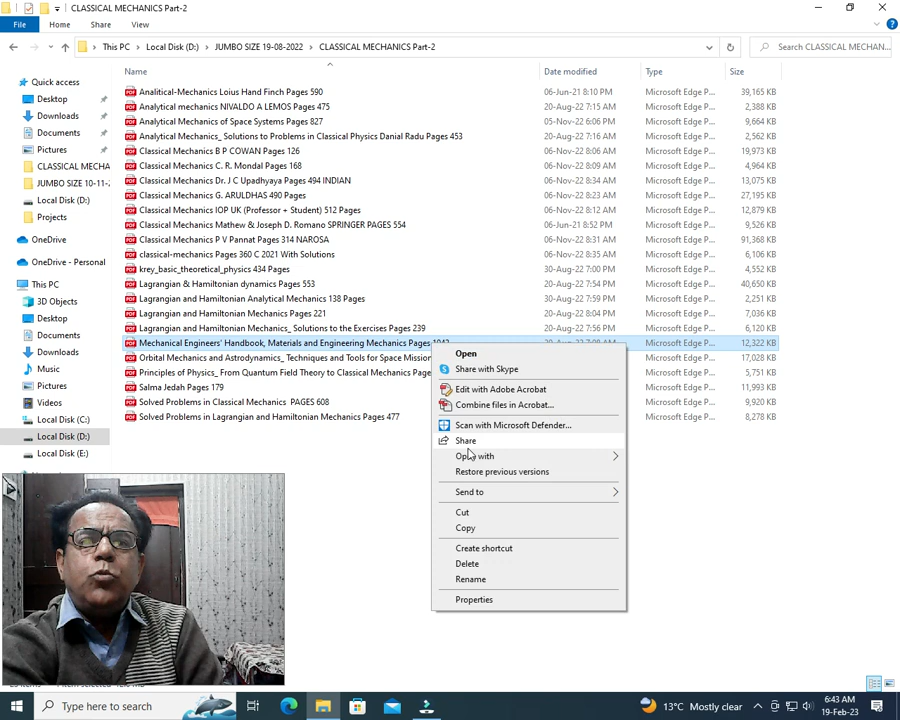 CLASSICAL MECHANICS Part-2
File Home Share View
This PC Local Disk (D:) JUMBO SIZE 19-08-2022 CLASSICAL MECHANICS Part-2
Search CLASSICAL MECHAN...
Name Date modified Type Size
Quick access
Desktop
Downloads
Documents
Pictures
CLASSICAL MECHA
JUMBO SIZE 10-11-2
Local Disk (D:)
Projects
OneDrive
OneDrive - Personal
This PC
3D Objects
Desktop
Documents
Downloads
Music
Pictures
Videos
Local Disk (C:)
Local Disk (D:)
Local Disk (E:)
Analitical-Mechanics Loius Hand Finch Pages 590 06-Jun-21 8:10 PM Microsoft Edge P... 39,165 KB
Analytical mechanics NIVALDO A LEMOS Pages 475 20-Aug-22 7:15 AM Microsoft Edge P... 2,388 KB
Analytical Mechanics of Space Systems Pages 827 05-Nov-22 6:06 PM Microsoft Edge P... 9,664 KB
Analytical Mechanics_ Solutions to Problems in Classical Physics Danial Radu Pages 453 20-Aug-22 7:16 AM Microsoft Edge P... 2,562 KB
Classical Mechanics B P COWAN Pages 126 06-Nov-22 8:06 AM Microsoft Edge P... 19,973 KB
Classical Mechanics C. R. Mondal Pages 168 06-Nov-22 8:09 AM Microsoft Edge P... 4,964 KB
Classical Mechanics Dr. J C Upadhyaya Pages 494 INDIAN 06-Nov-22 8:34 AM Microsoft Edge P... 13,075 KB
Classical Mechanics G. ARULDHAS 490 Pages 06-Nov-22 8:23 AM Microsoft Edge P... 27,195 KB
Classical Mechanics IOP UK (Professor + Student) 512 Pages 06-Nov-22 8:12 AM Microsoft Edge P... 12,879 KB
Classical Mechanics Mathew & Joseph D. Romano SPRINGER PAGES 554 06-Jun-21 8:52 PM Microsoft Edge P... 9,526 KB
Classical Mechanics P V Pannat Pages 314 NAROSA 06-Nov-22 8:31 AM Microsoft Edge P... 91,368 KB
classical-mechanics Pages 360 C 2021 With Solutions 06-Nov-22 8:35 AM Microsoft Edge P... 6,106 KB
krey_basic_theoretical_physics 434 Pages 30-Aug-22 7:00 PM Microsoft Edge P... 4,552 KB
Lagrangian & Hamiltonian dynamics Pages 553 20-Aug-22 7:54 PM Microsoft Edge P... 40,650 KB
Lagrangian and Hamiltonian Analytical Mechanics 138 Pages 30-Aug-22 7:59 PM Microsoft Edge P... 2,251 KB
Lagrangian and Hamiltonian Mechanics Pages 221 20-Aug-22 8:04 PM Microsoft Edge P... 7,036 KB
Lagrangian and Hamiltonian Mechanics_ Solutions to the Exercises Pages 239 20-Aug-22 7:56 PM Microsoft Edge P... 6,120 KB
Mechanical Engineers' Handbook, Materials and Engineering Mechanics Pages Microsoft Edge P... 12,322 KB
Orbital Mechanics and Astrodynamics_ Techniques and Tools for Space Mission Microsoft Edge P... 17,028 KB
Principles of Physics_ From Quantum Field Theory to Classical Mechanics Pages Microsoft Edge P... 5,751 KB
Salma Jedah Pages 179 Microsoft Edge P... 11,993 KB
Solved Problems in Classical Mechanics PAGES 608 Microsoft Edge P... 9,920 KB
Solved Problems in Lagrangian and Hamiltonian Mechanics Pages 477 Microsoft Edge P... 8,278 KB
Open
Share with Skype
Edit with Adobe Acrobat
Combine files in Acrobat...
Scan with Microsoft Defender...
Share
Open with
Restore previous versions
Send to
Cut
Copy
Create shortcut
Delete
Rename
Properties
Type here to search
13°C Mostly clear
6:43 AM
19-Feb-23